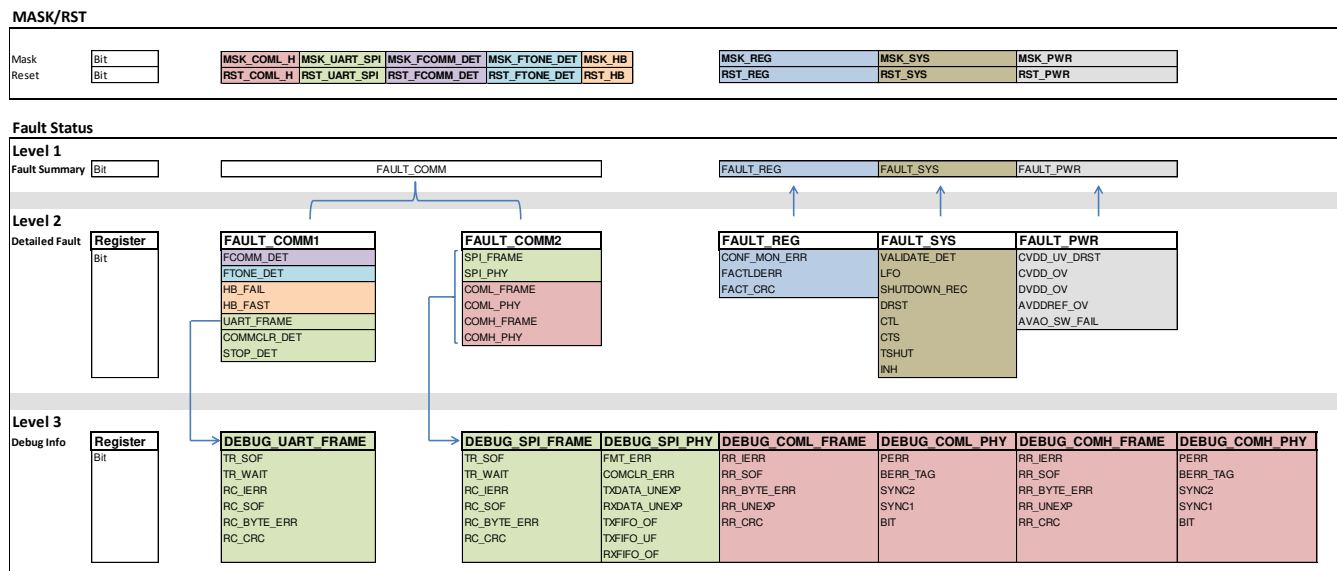 MASK/RST
Mask Bit MSK_COML_H MSK_UART_SPI MSK_FCOMM_DET MSK_FTONE_DET MSK_HB MSK_REG MSK_SYS MSK_PWR
Reset Bit RST_COML_H RST_UART_SPI RST_FCOMM_DET RST_FTONE_DET RST_HB RST_REG RST_SYS RST_PWR
Fault Status
Level 1
Fault Summary Bit FAULT_COMM FAULT_REG FAULT_SYS FAULT_PWR
Level 2
Detailed Fault Register FAULT_COMM1 FAULT_COMM2 FAULT_REG FAULT_SYS FAULT_PWR
Bit FCOMM_DET SPI_FRAME CONF_MON_ERR VALIDATE_DET CVDD_UV_DRST
FTONE_DET SPI_PHY FACTLDERR LFO CVDD_OV
HB_FAIL COML_FRAME FACT_CRC SHUTDOWN_REC DVDD_OV
HB_FAST COML_PHY DRST AVDDREF_OV
UART_FRAME COMH_FRAME CTL AVAO_SW_FAIL
COMMCLR_DET COMH_PHY CTS
STOP_DET TSHUT
INH
Level 3
Debug Info Register DEBUG_UART_FRAME DEBUG_SPI_FRAME DEBUG_SPI_PHY DEBUG_COML_FRAME DEBUG_COML_PHY DEBUG_COMH_FRAME DEBUG_COMH_PHY
Bit TR_SOF TR_SOF FMT_ERR RR_IERR PERR RR_IERR PERR
TR_WAIT TR_WAIT COMCLR_ERR RR_SOF BERR_TAG RR_SOF BERR_TAG
RC_IERR RC_IERR TXDATA_UNEXP RR_BYTE_ERR SYNC2 RR_BYTE_ERR SYNC2
RC_SOF RC_SOF RXDATA_UNEXP RR_UNEXP SYNC1 RR_UNEXP SYNC1
RC_BYTE_ERR RC_BYTE_ERR TXFIFO_OF RR_CRC BIT RR_CRC BIT
RC_CRC RC_CRC TXFIFO_UF
RXFIFO_OF